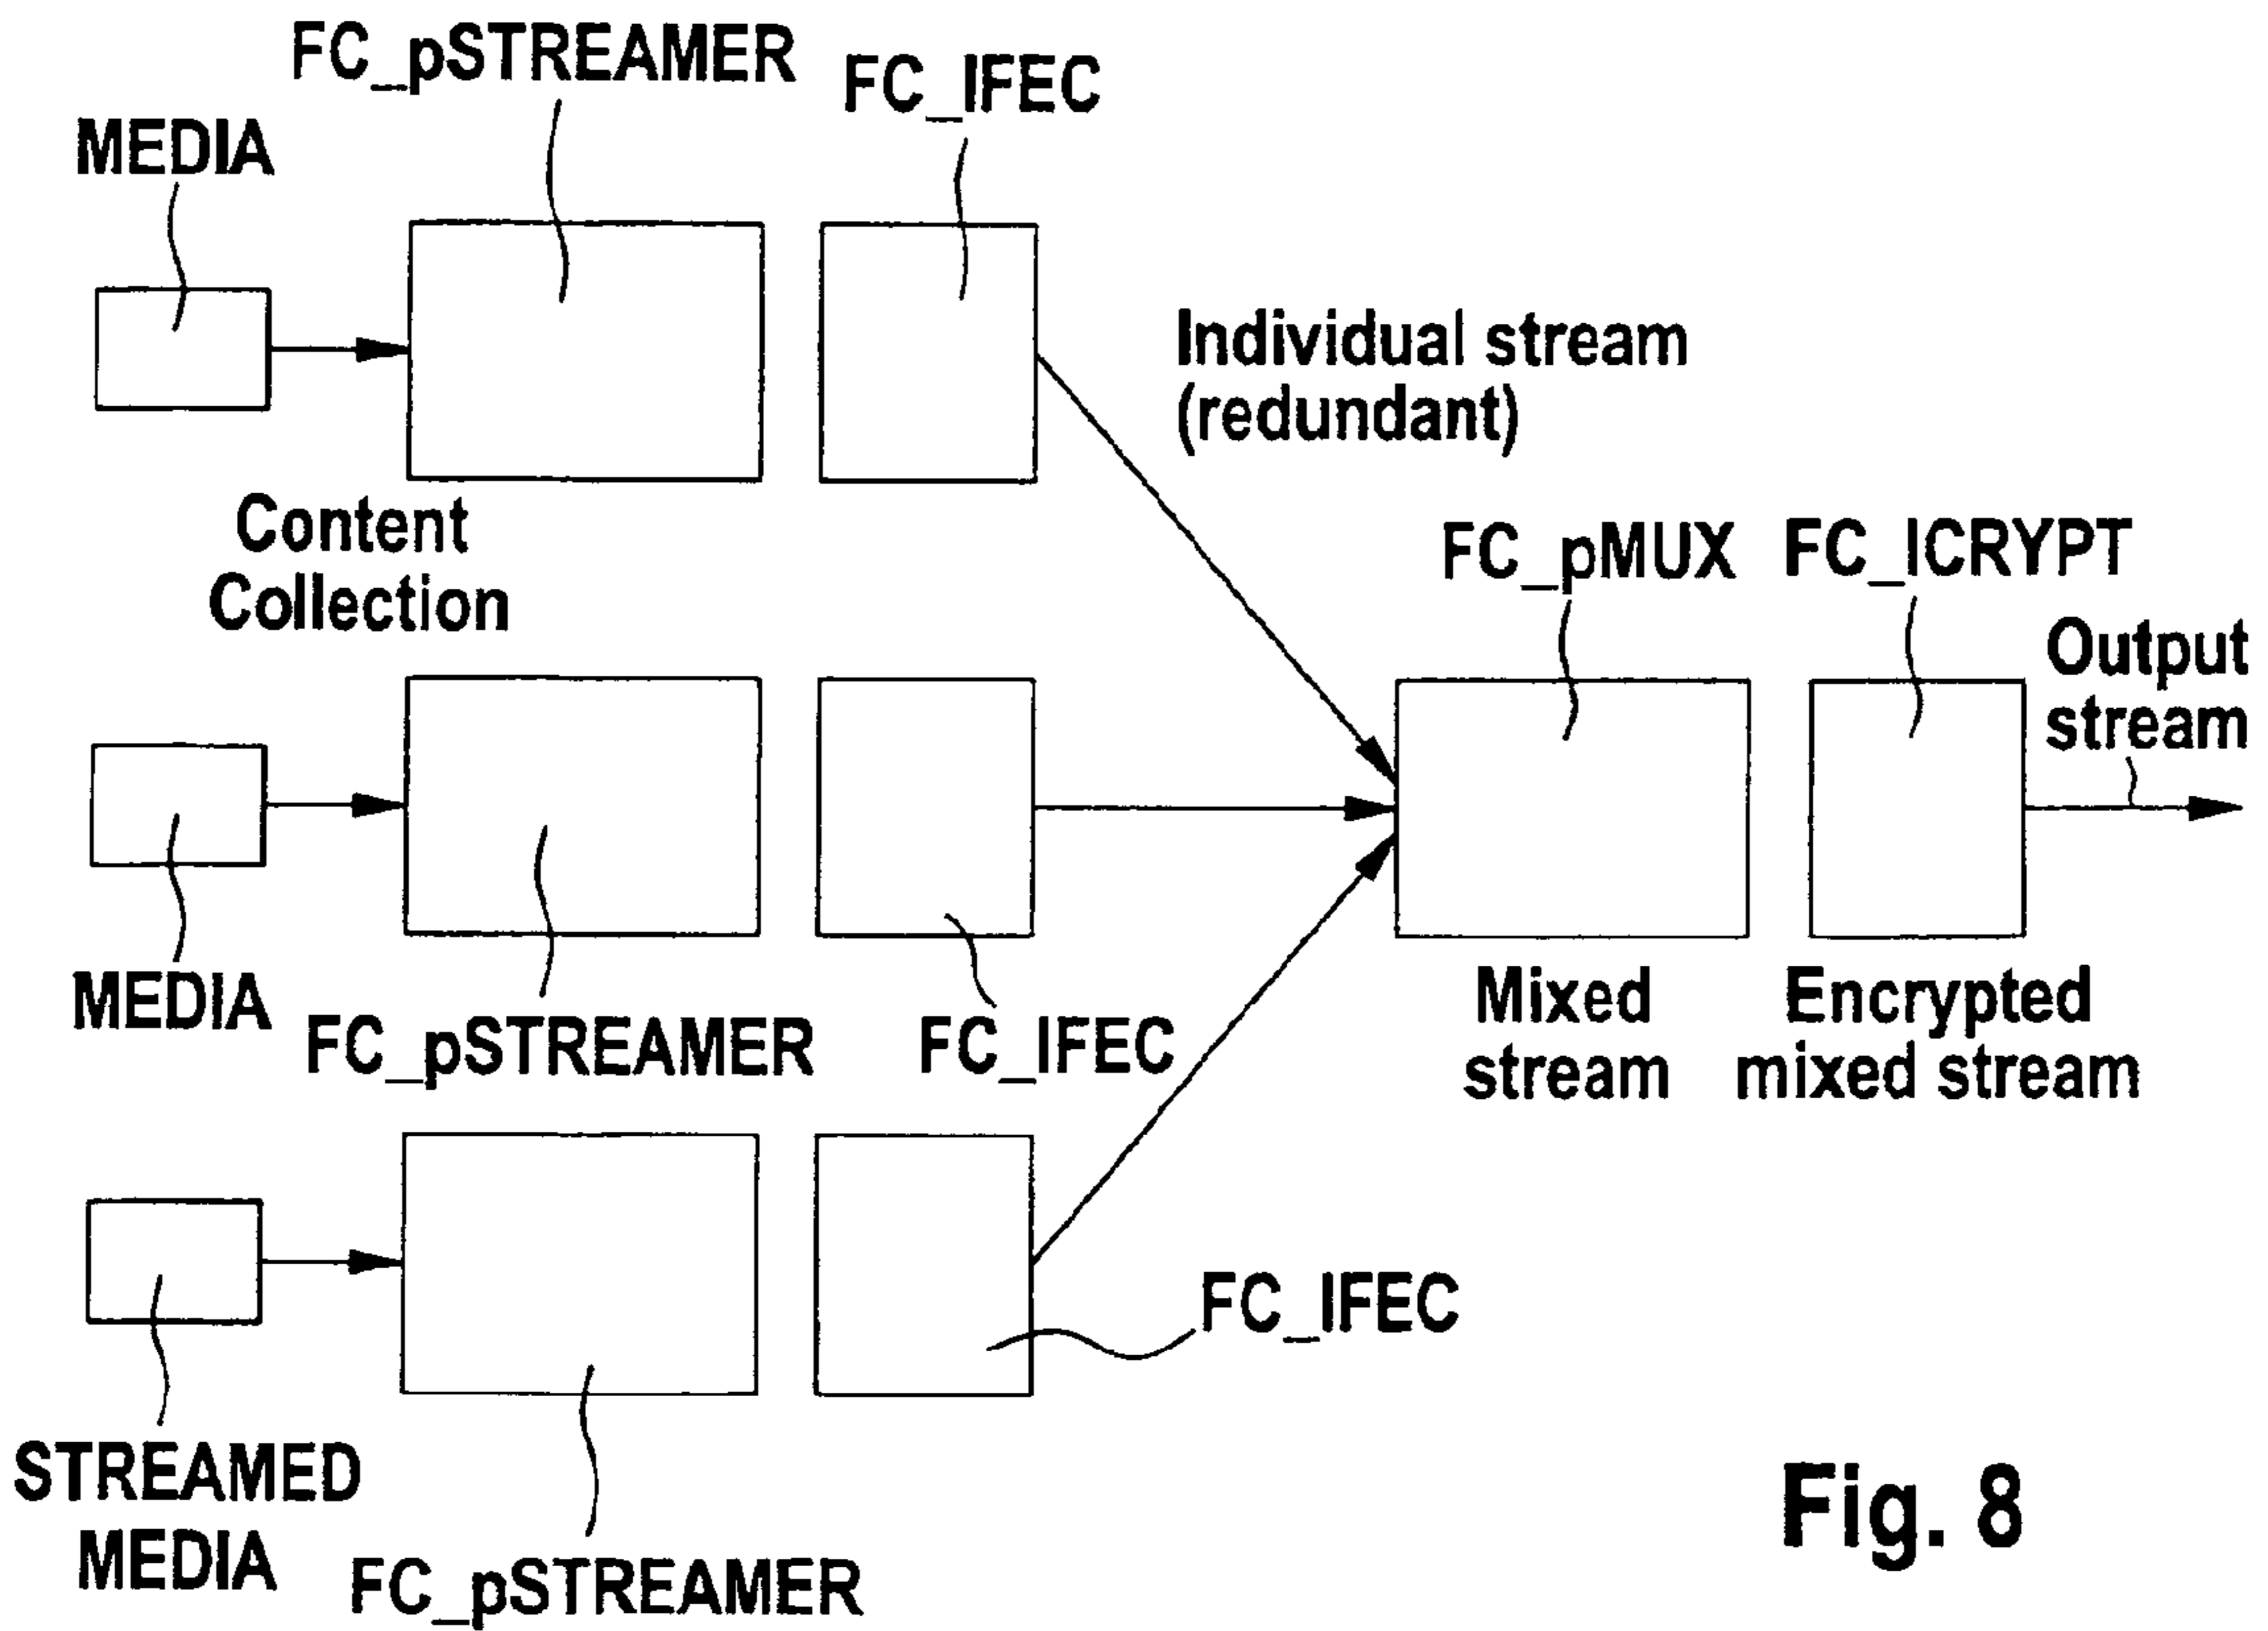 FC_pSTREAMER
FC_IFEC
MEDIA
Individual stream
(redundant)
Content
Collection
FC_pMUX
FC_ICRYPT
Output
stream
MEDIA
FC_pSTREAMER
FC_IFEC
Mixed
stream
Encrypted
mixed stream
FC_IFEC
STREAMED
MEDIA
FC_pSTREAMER
Fig. 8